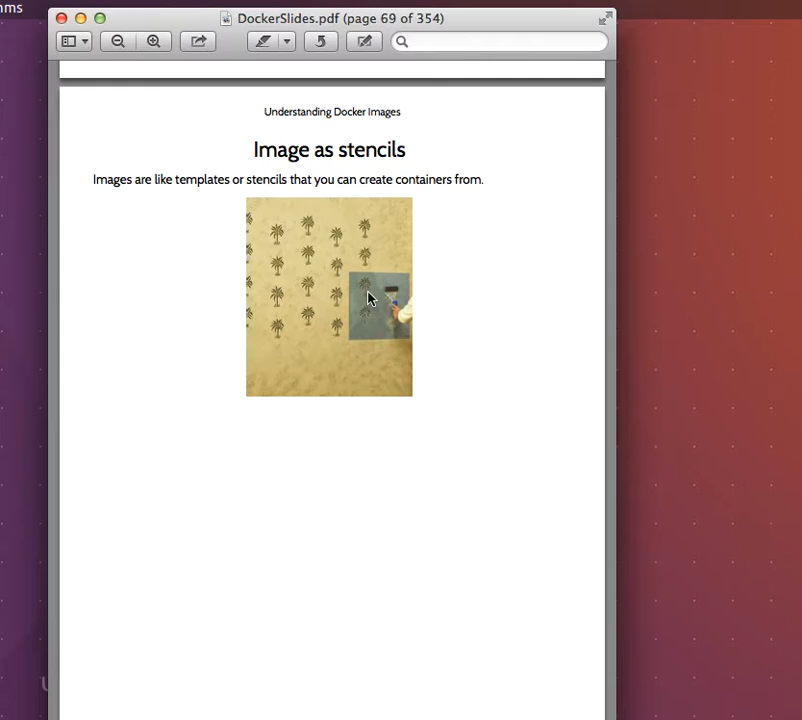 DockerSlides.pdf (page 69 of 354)
Understanding Docker Images
Image as stencils
Images are like templates or stencils that you can create containers from.